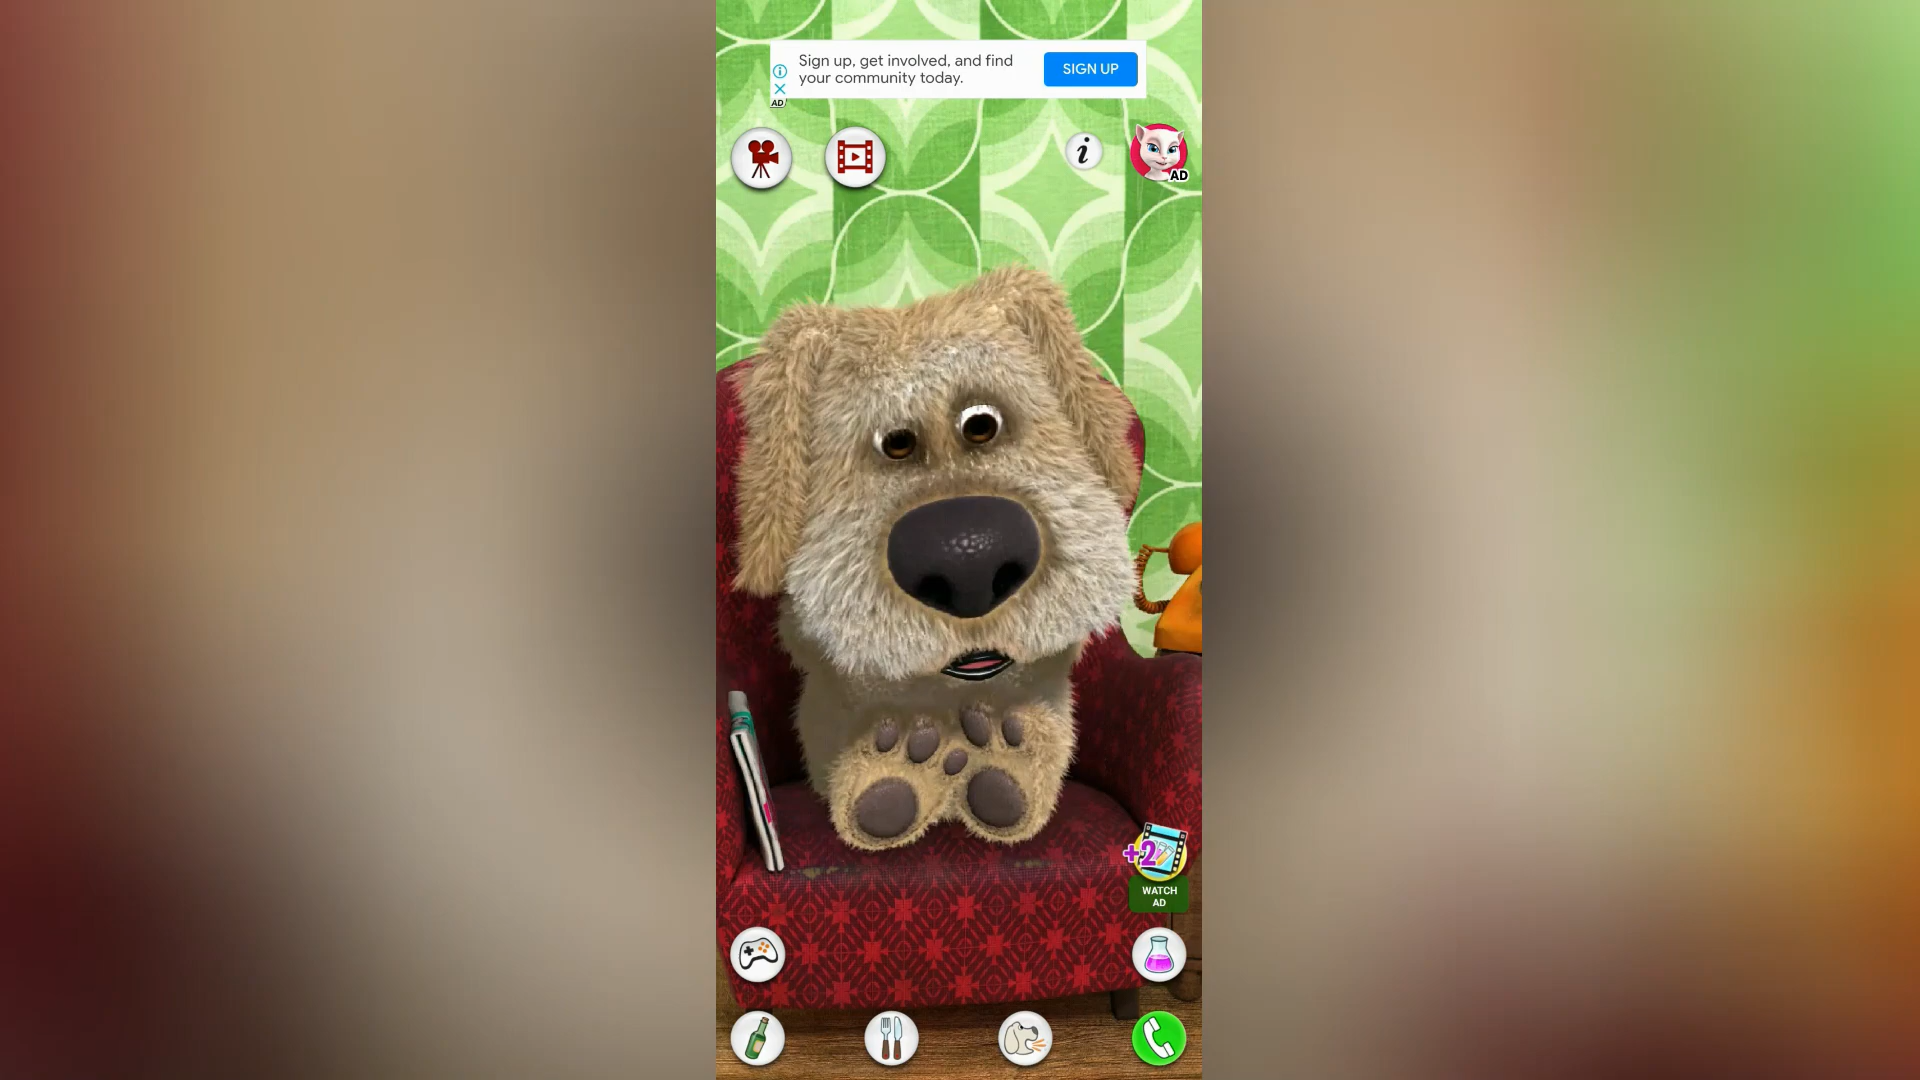 Sign up, get involved, and find
your community today.
SIGN UP
AD
i
AD
+2
WATCH
AD